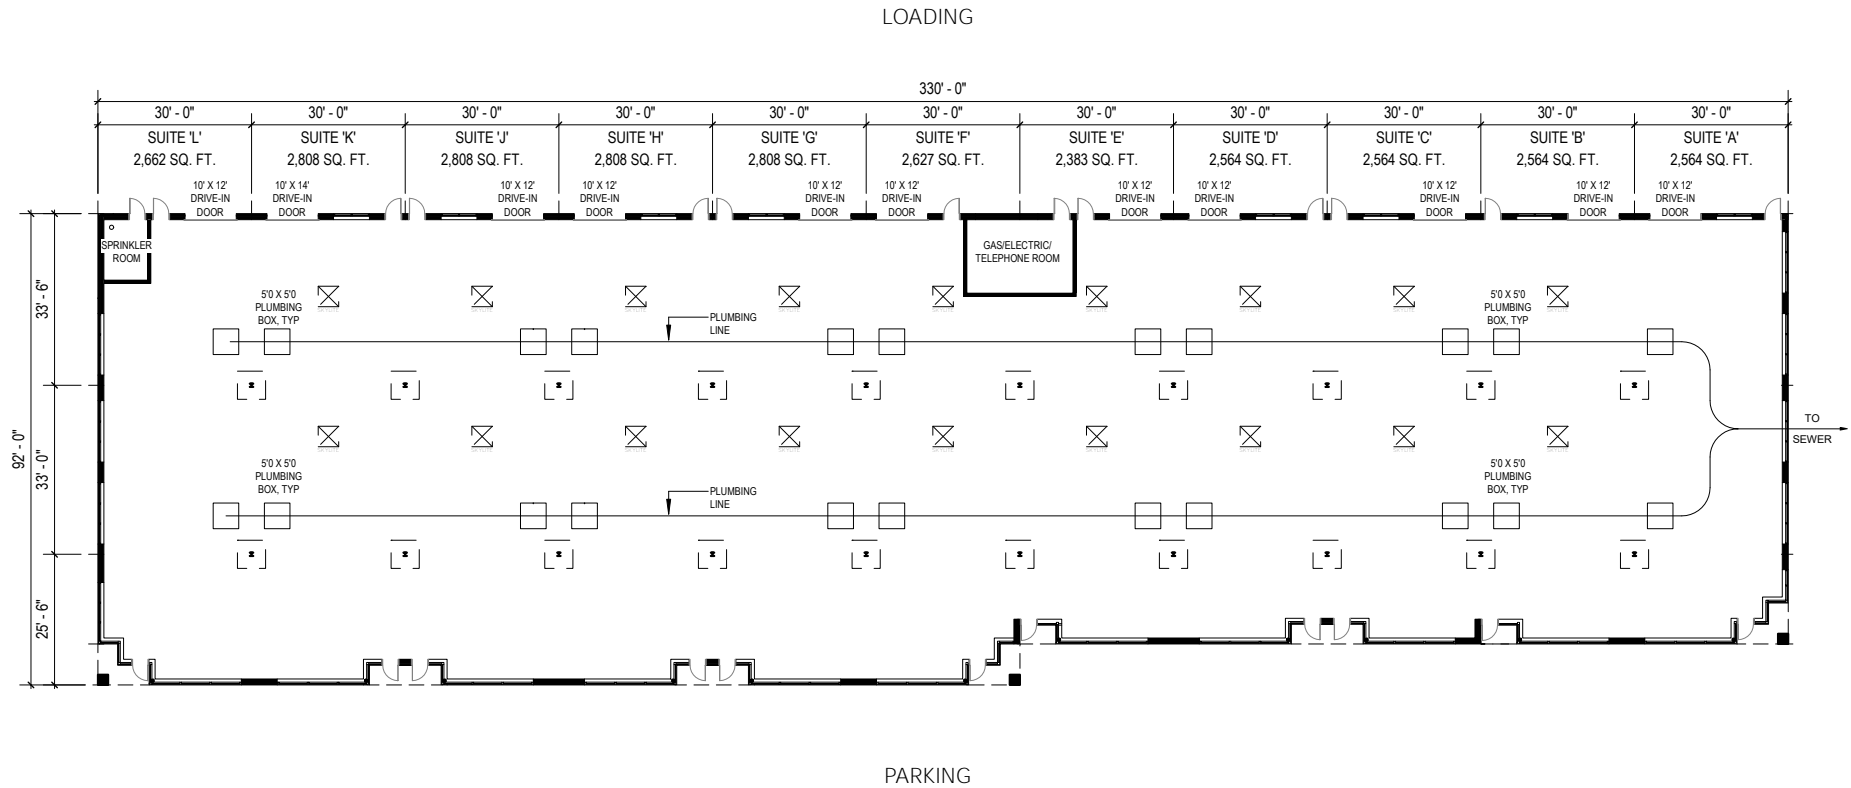 LOADING
330' - 0"
30' - 0" 30' - 0" 30' - 0" 30' - 0" 30' - 0" 30' - 0" 30' - 0" 30' - 0" 30' - 0" 30' - 0" 30' - 0"
SUITE 'L' SUITE 'K' SUITE 'J' SUITE 'H' SUITE 'G' SUITE 'F' SUITE 'E' SUITE 'D' SUITE 'C' SUITE 'B' SUITE 'A'
2,662 SQ. FT. 2,808 SQ. FT. 2,808 SQ. FT. 2,808 SQ. FT. 2,808 SQ. FT. 2,627 SQ. FT. 2,383 SQ. FT. 2,564 SQ. FT. 2,564 SQ. FT. 2,564 SQ. FT. 2,564 SQ. FT.
10' X 12' 10' X 14' 10' X 12' 10' X 12' 10' X 12' 10' X 12' 10' X 12' 10' X 12' 10' X 12' 10' X 12' 10' X 12'
DRIVE-IN DRIVE-IN DRIVE-IN DRIVE-IN DRIVE-IN DRIVE-IN DRIVE-IN DRIVE-IN DRIVE-IN DRIVE-IN DRIVE-IN
DOOR DOOR DOOR DOOR DOOR DOOR DOOR DOOR DOOR DOOR DOOR
SPRINKLER
ROOM
GAS/ELECTRIC/
TELEPHONE ROOM
33' - 6"
5'0 X 5'0
PLUMBING
BOX, TYP
PLUMBING
LINE
5'0 X 5'0
PLUMBING
BOX, TYP
92' - 0"
33' - 0"
TO
SEWER
5'0 X 5'0
PLUMBING
BOX, TYP
PLUMBING
LINE
5'0 X 5'0
PLUMBING
BOX, TYP
25' - 6"
PARKING